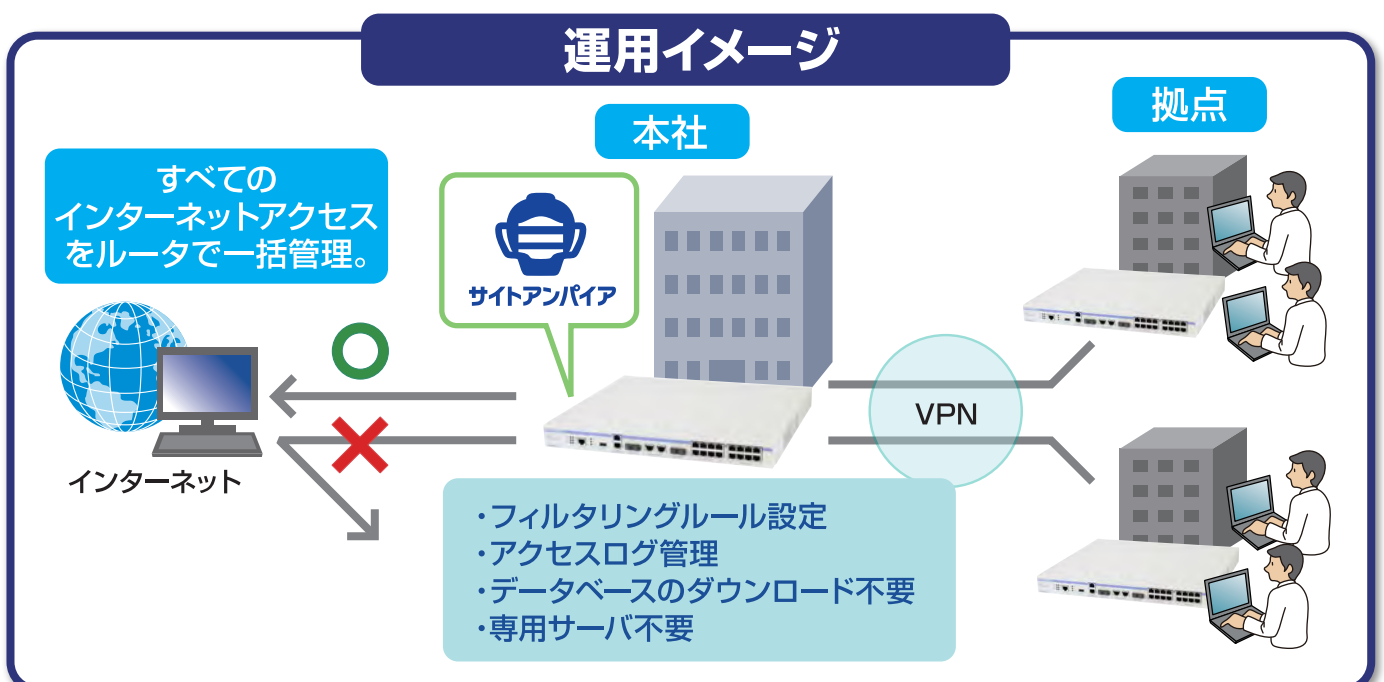 運用イメージ
本社
拠点
すべての
インターネットアクセス
をルータで一括管理。
サイトアンパイア
インターネット
VPN
・フィルタリングルール設定
・アクセスログ管理
・データベースのダウンロード不要
・専用サーバ不要